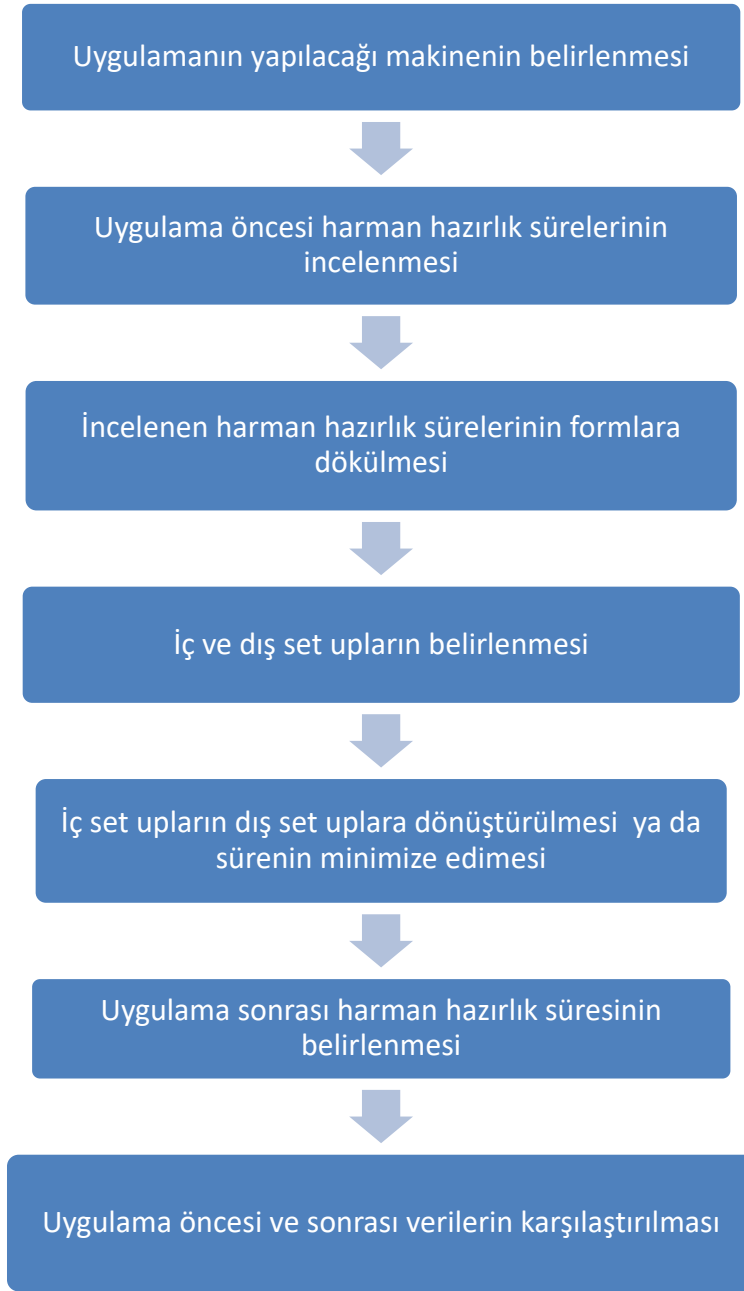 Uygulamanın yapılacağı makinenin belirlenmesi
Uygulama öncesi harman hazırlık sürelerinin
incelenmesi
İncelenen harman hazırlık sürelerinin formlara
dökülmesi
İç ve dış set upların belirlenmesi
İç set upların dış set uplara dönüştürülmesi ya da
sürenin minimize edimesi
Uygulama sonrası harman hazırlık süresinin
belirlenmesi
Uygulama öncesi ve sonrası verilerin karşılaştırılması